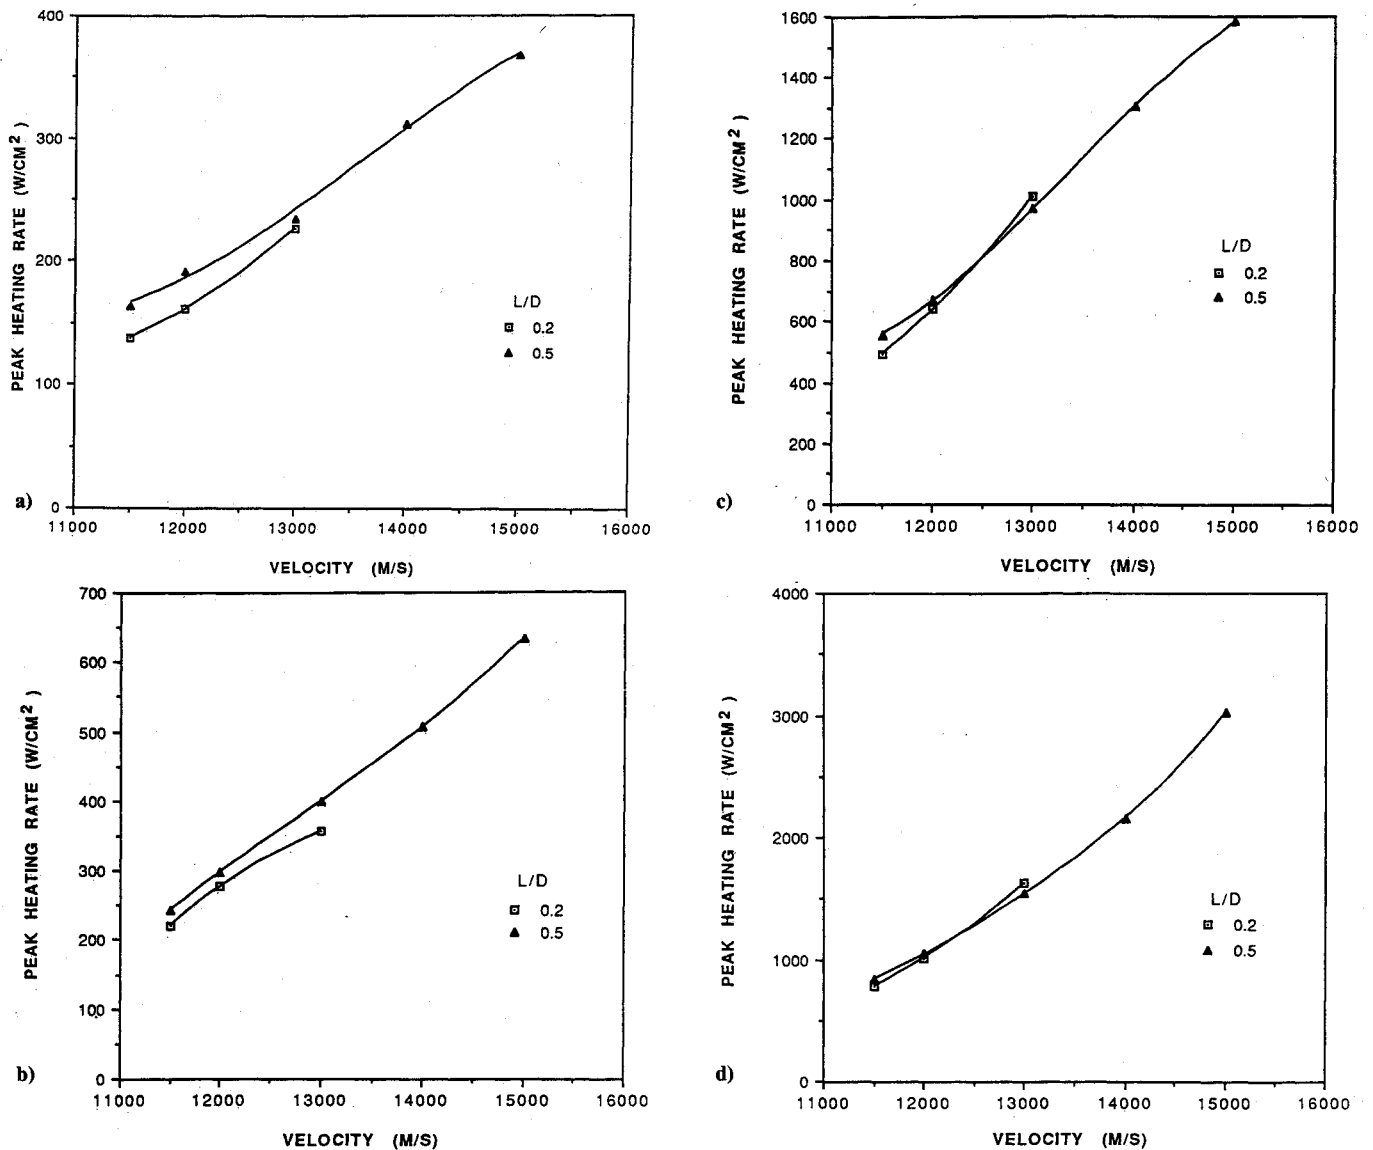 400
300
200
100
0
11000 12000 13000 14000 15000 16000
PEAK HEATING RATE (W/CM²)
VELOCITY (M/S)
L/D
0.2
0.5
a)
700
600
500
400
300
200
100
0
11000 12000 13000 14000 15000 16000
PEAK HEATING RATE (W/CM²)
VELOCITY (M/S)
L/D
0.2
0.5
b)
1600
1400
1200
1000
800
600
400
200
0
11000 12000 13000 14000 15000 16000
PEAK HEATING RATE (W/CM²)
VELOCITY (M/S)
L/D
0.2
0.5
c)
4000
3000
2000
1000
0
11000 12000 13000 14000 15000 16000
PEAK HEATING RATE (W/CM²)
VELOCITY (M/S)
L/D
0.2
0.5
d)